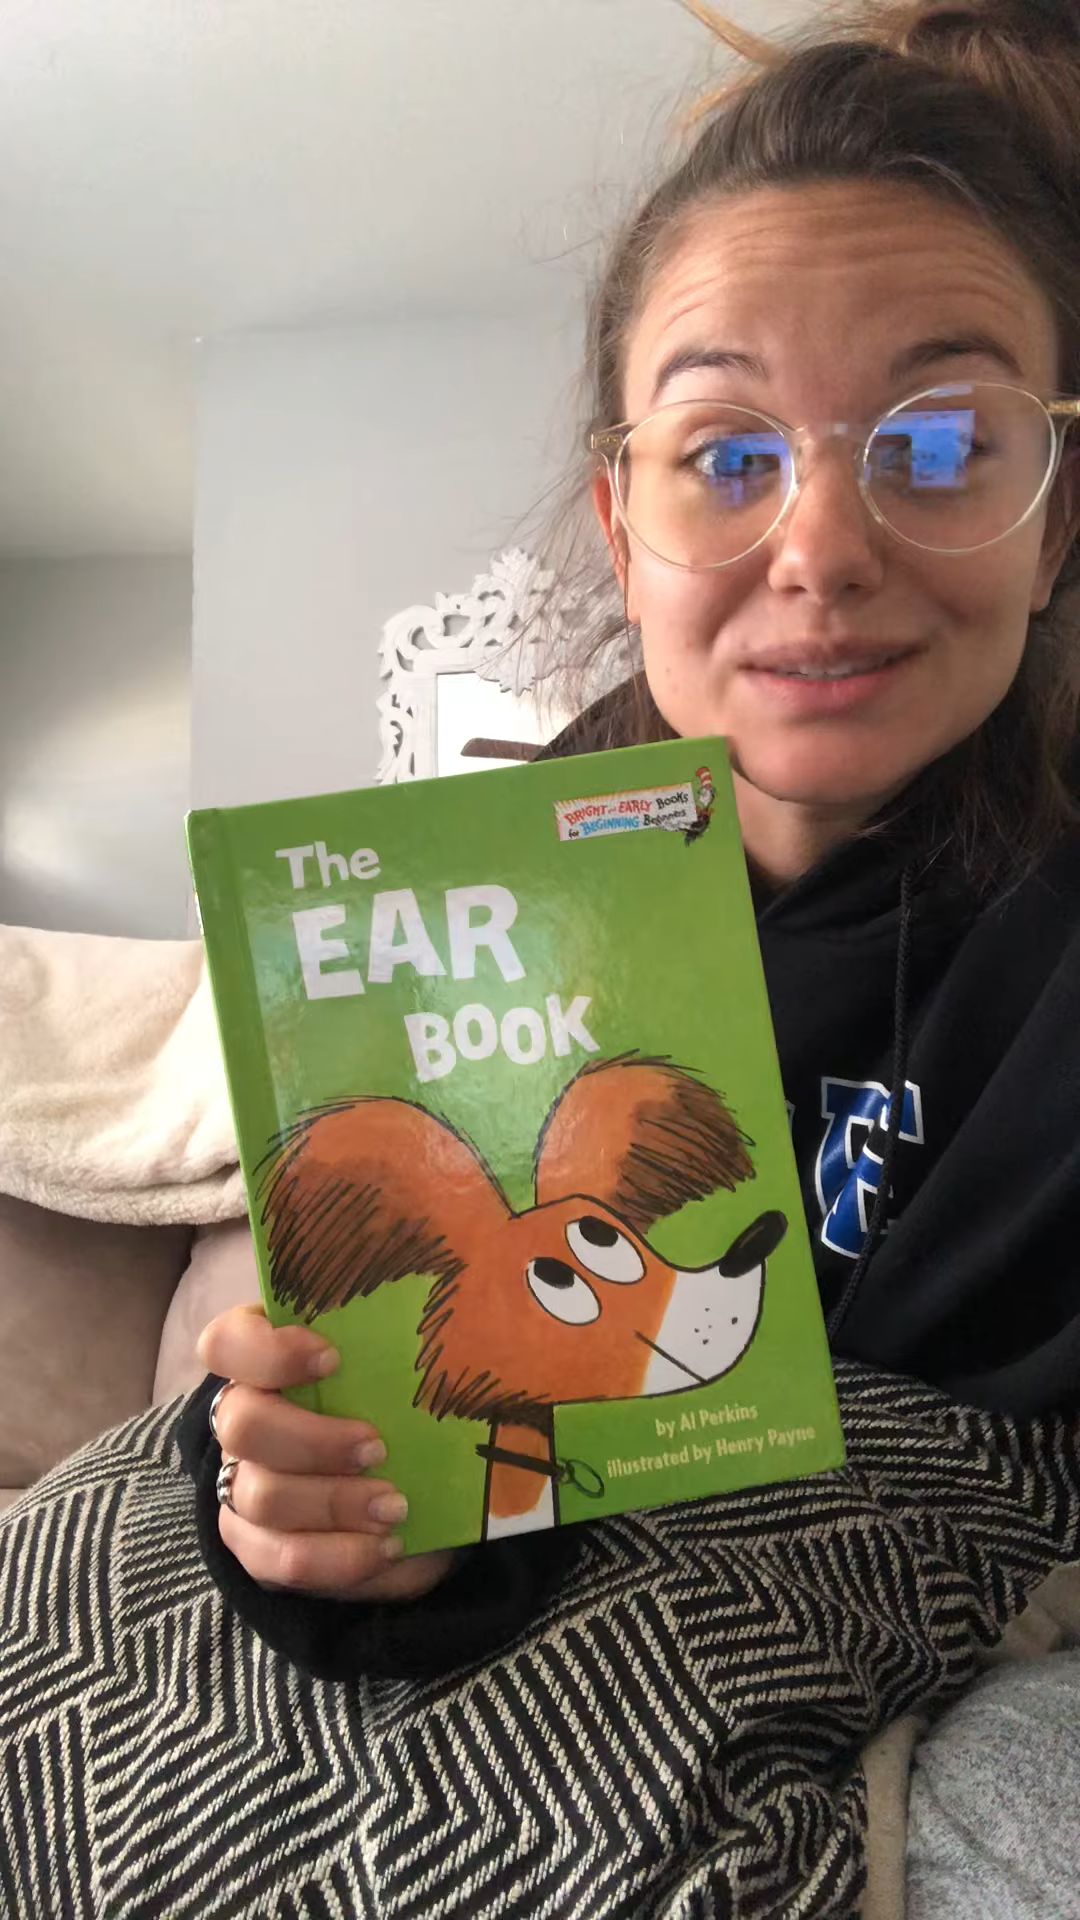 BRIGHT and EARLY BOOKS
for BEGINNING Beginners
The
EAR
BOOK
by Al Perkins
illustrated by Henry Payne